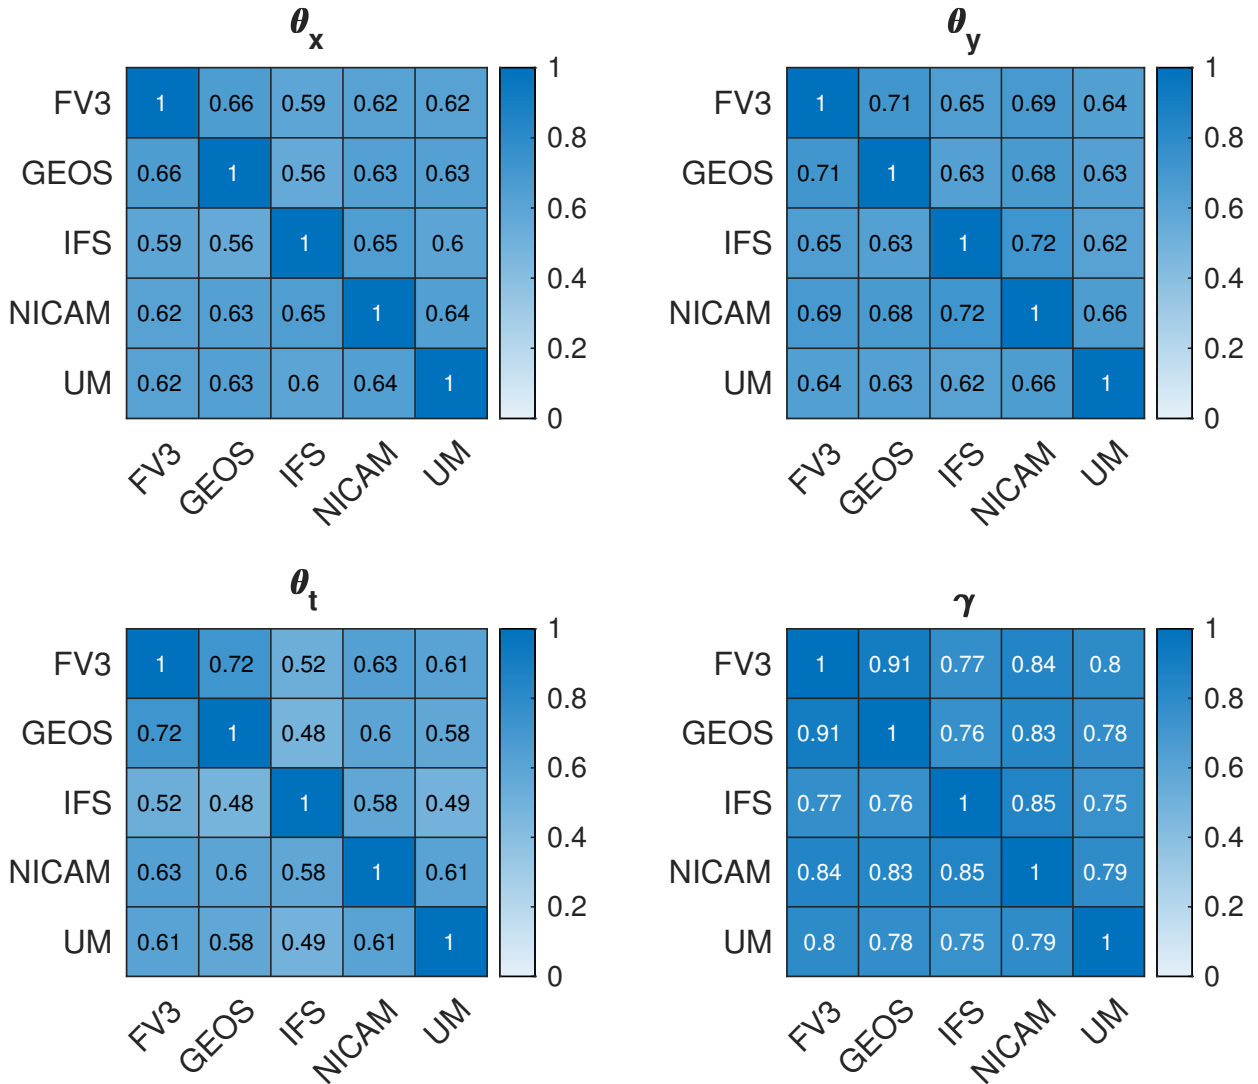 θx
FV3 1 0.66 0.59 0.62 0.62
GEOS 0.66 1 0.56 0.63 0.63
IFS 0.59 0.56 1 0.65 0.6
NICAM 0.62 0.63 0.65 1 0.64
UM 0.62 0.63 0.6 0.64 1
FV3 GEOS IFS NICAM UM
1
0.8
0.6
0.4
0.2
0
θy
FV3 1 0.71 0.65 0.69 0.64
GEOS 0.71 1 0.63 0.68 0.63
IFS 0.65 0.63 1 0.72 0.62
NICAM 0.69 0.68 0.72 1 0.66
UM 0.64 0.63 0.62 0.66 1
FV3 GEOS IFS NICAM UM
1
0.8
0.6
0.4
0.2
0
θt
FV3 1 0.72 0.52 0.63 0.61
GEOS 0.72 1 0.48 0.6 0.58
IFS 0.52 0.48 1 0.58 0.49
NICAM 0.63 0.6 0.58 1 0.61
UM 0.61 0.58 0.49 0.61 1
FV3 GEOS IFS NICAM UM
1
0.8
0.6
0.4
0.2
0
γ
FV3 1 0.91 0.77 0.84 0.8
GEOS 0.91 1 0.76 0.83 0.78
IFS 0.77 0.76 1 0.85 0.75
NICAM 0.84 0.83 0.85 1 0.79
UM 0.8 0.78 0.75 0.79 1
FV3 GEOS IFS NICAM UM
1
0.8
0.6
0.4
0.2
0